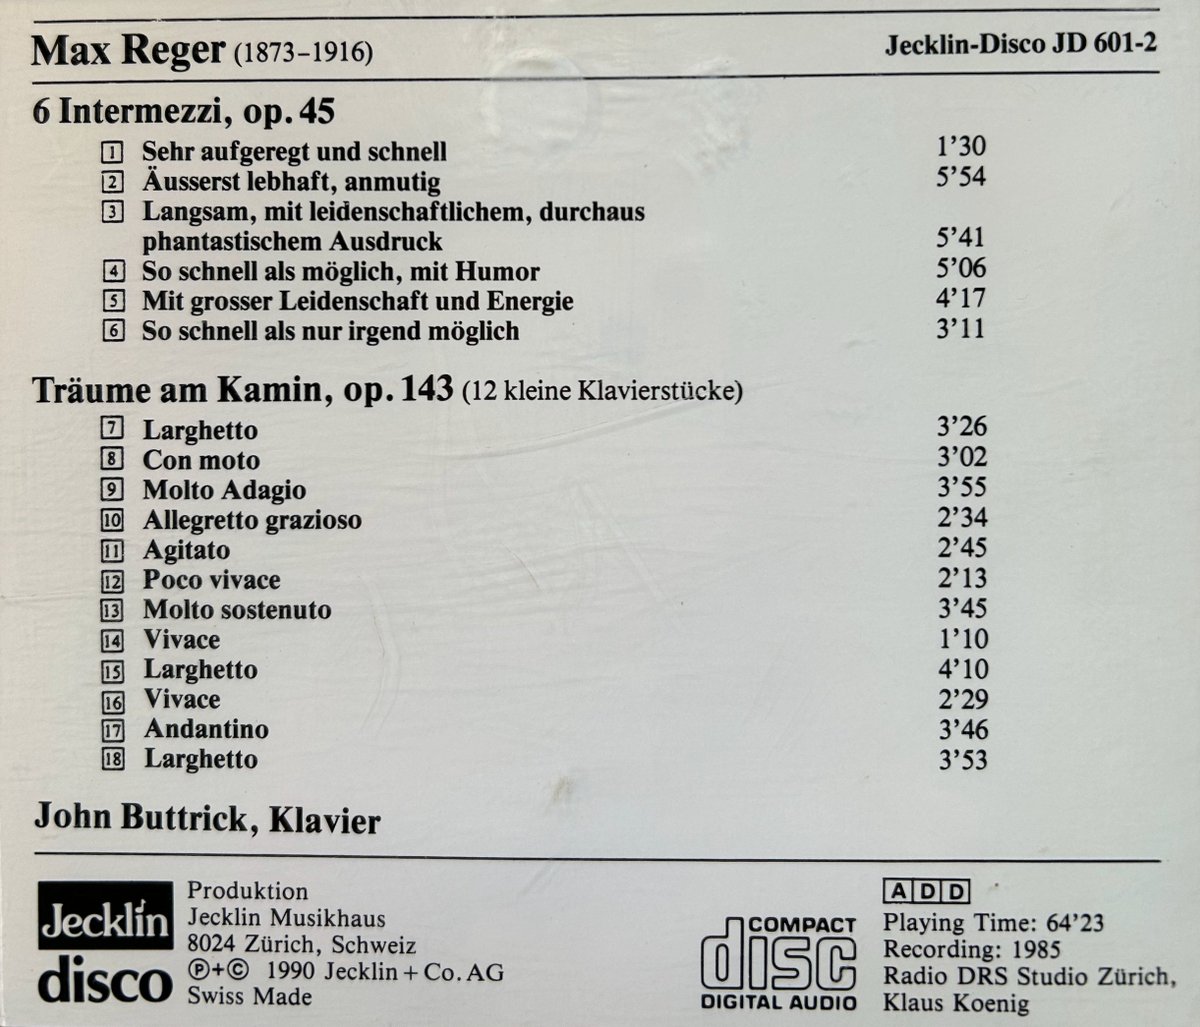 Max Reger (1873–1916) Jecklin-Disco JD 601-2
6 Intermezzi, op. 45
1 Sehr aufgeregt und schnell 1’30
2 Äusserst lebhaft, anmutig 5’54
3 Langsam, mit leidenschaftlichem, durchaus
phantastischem Ausdruck 5’41
4 So schnell als möglich, mit Humor 5’06
5 Mit grosser Leidenschaft und Energie 4’17
6 So schnell als nur irgend möglich 3’11
Träume am Kamin, op. 143 (12 kleine Klavierstücke)
7 Larghetto 3’26
8 Con moto 3’02
9 Molto Adagio 3’55
10 Allegretto grazioso 2’34
11 Agitato 2’45
12 Poco vivace 2’13
13 Molto sostenuto 3’45
14 Vivace 1’10
15 Larghetto 4’10
16 Vivace 2’29
17 Andantino 3’46
18 Larghetto 3’53
John Buttrick, Klavier
Jecklin
disco
Produktion
Jecklin Musikhaus
8024 Zürich, Schweiz
℗+© 1990 Jecklin + Co. AG
Swiss Made
COMPACT
disc
DIGITAL AUDIO
ADD
Playing Time: 64’23
Recording: 1985
Radio DRS Studio Zürich,
Klaus Koenig